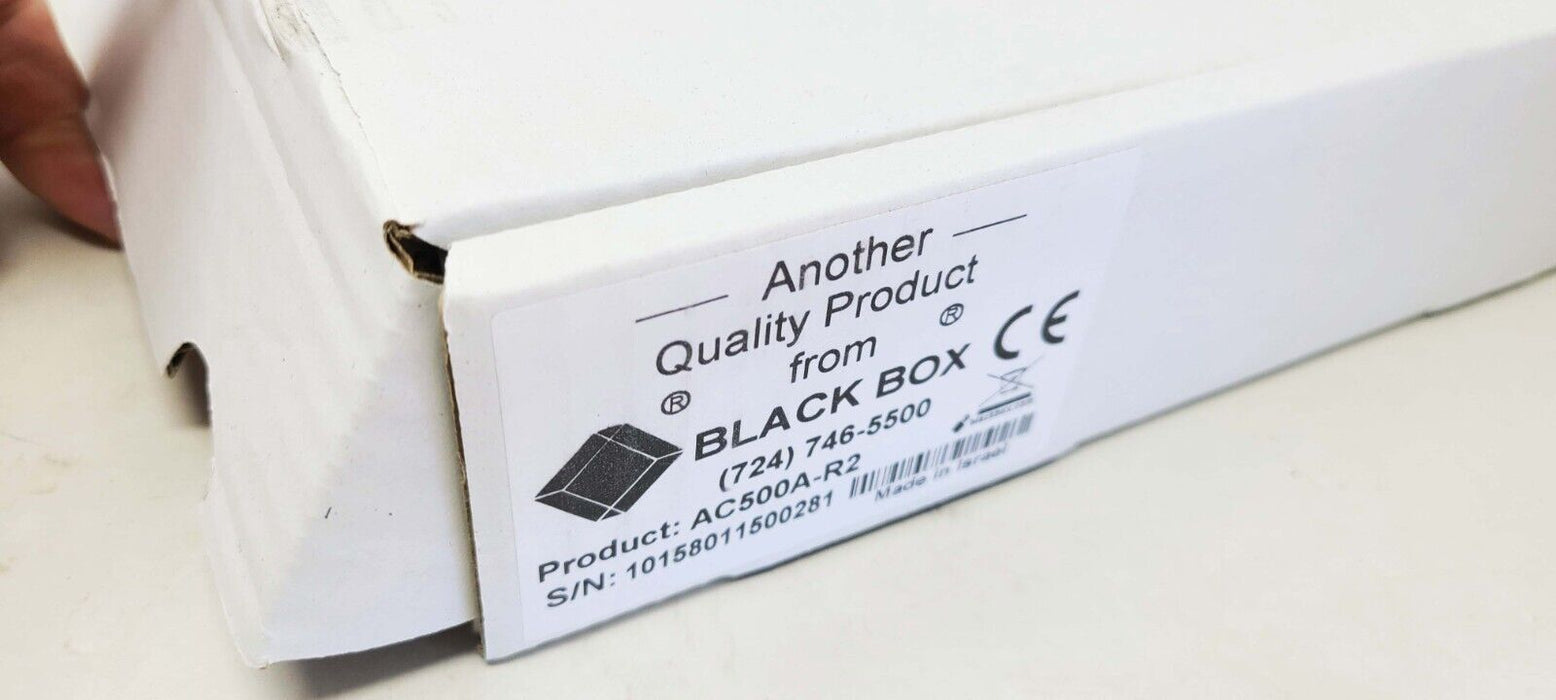 Another
Quality Product
from
®
®
BLACK BOX
CE
(724) 746-5500
Product: AC500A-R2
S/N: 10158011500281
Made in Israel